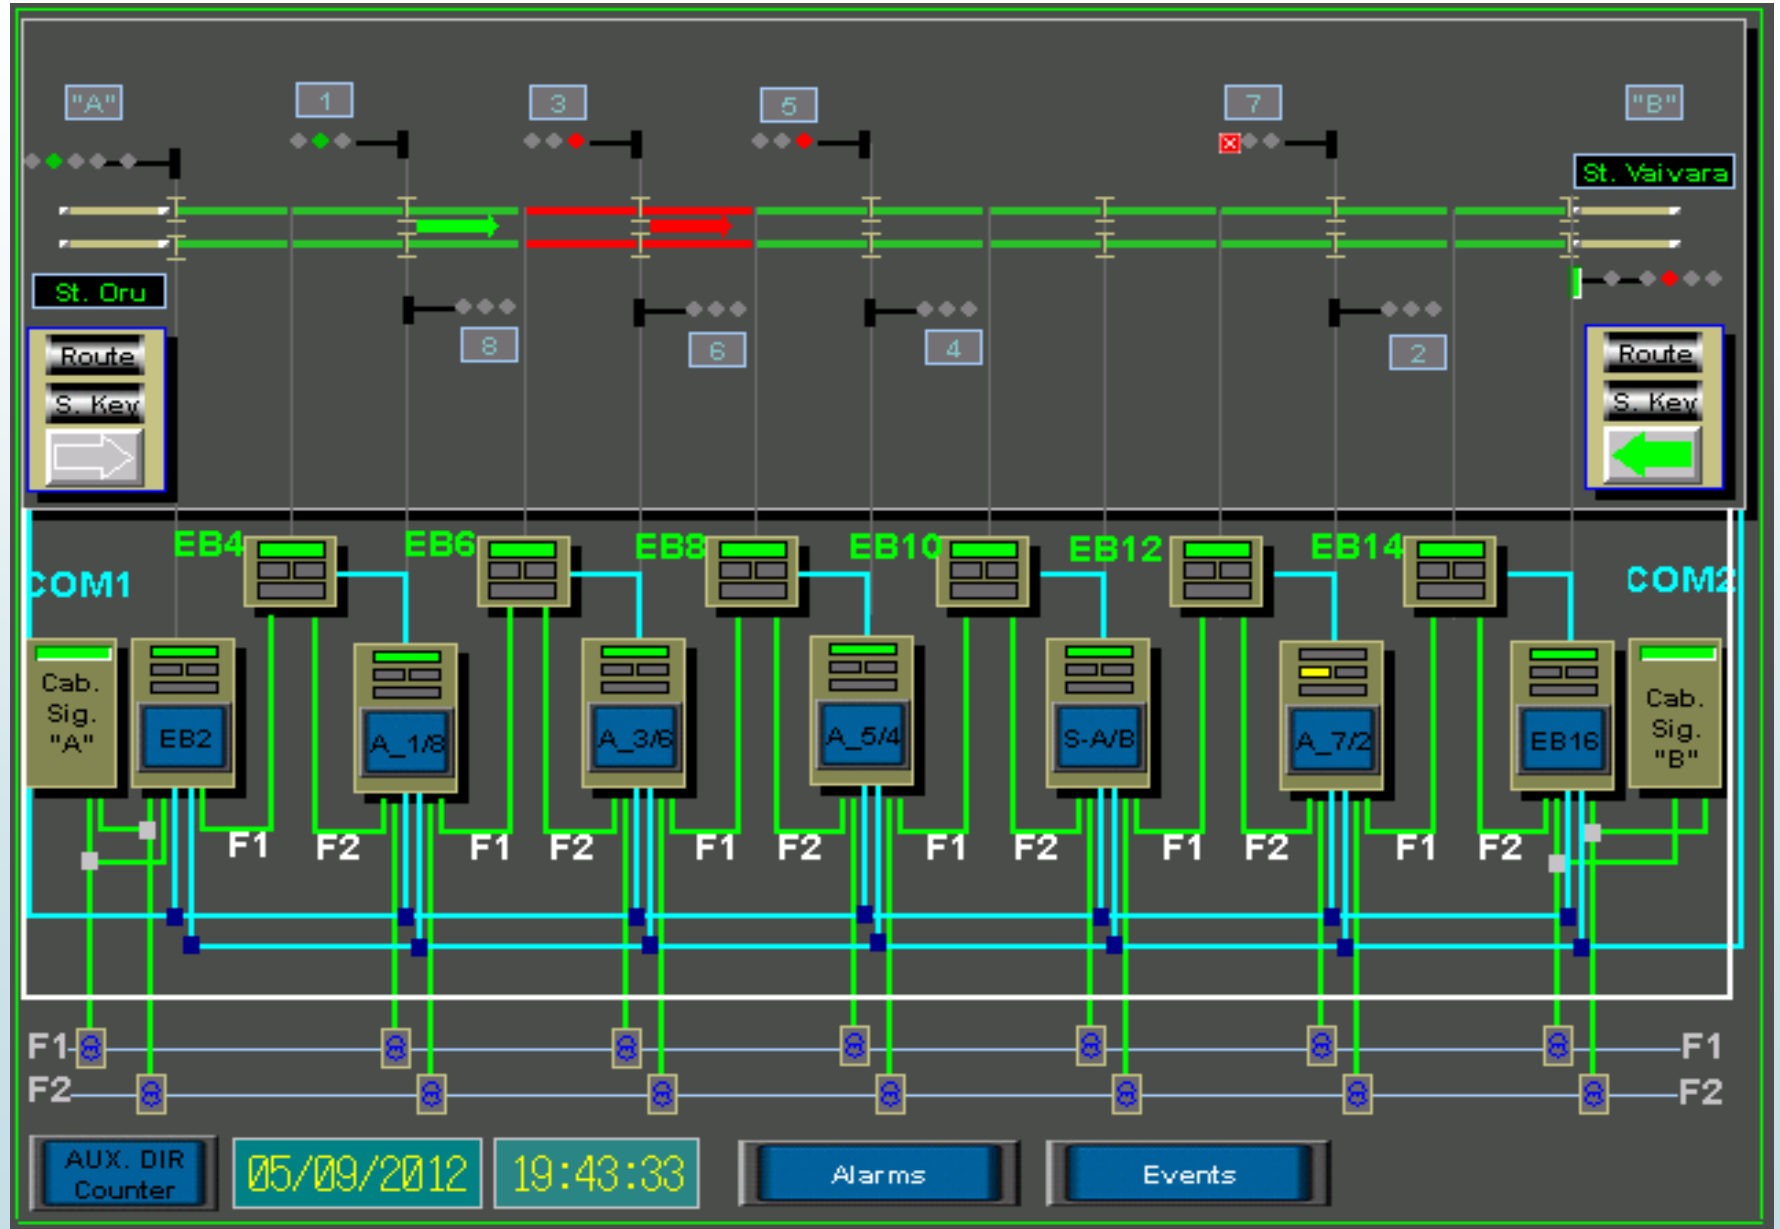 "A"
1
3
5
7
"B"
St. Vaivara
St. Oru
8
6
4
2
Route
S. Key
Route
S. Key
EB4
EB6
EB8
EB10
EB12
EB14
COM1
COM2
Cab.
Sig.
"A"
EB2
A_1/8
A_3/6
A_5/4
S-A/B
A_7/2
EB16
Cab.
Sig.
"B"
F1
F2
F1
F2
F1
F2
F1
F2
F1
F2
F1
F2
F1
F1
F2
F2
AUX. DIR
Counter
05/09/2012
19:43:33
Alarms
Events